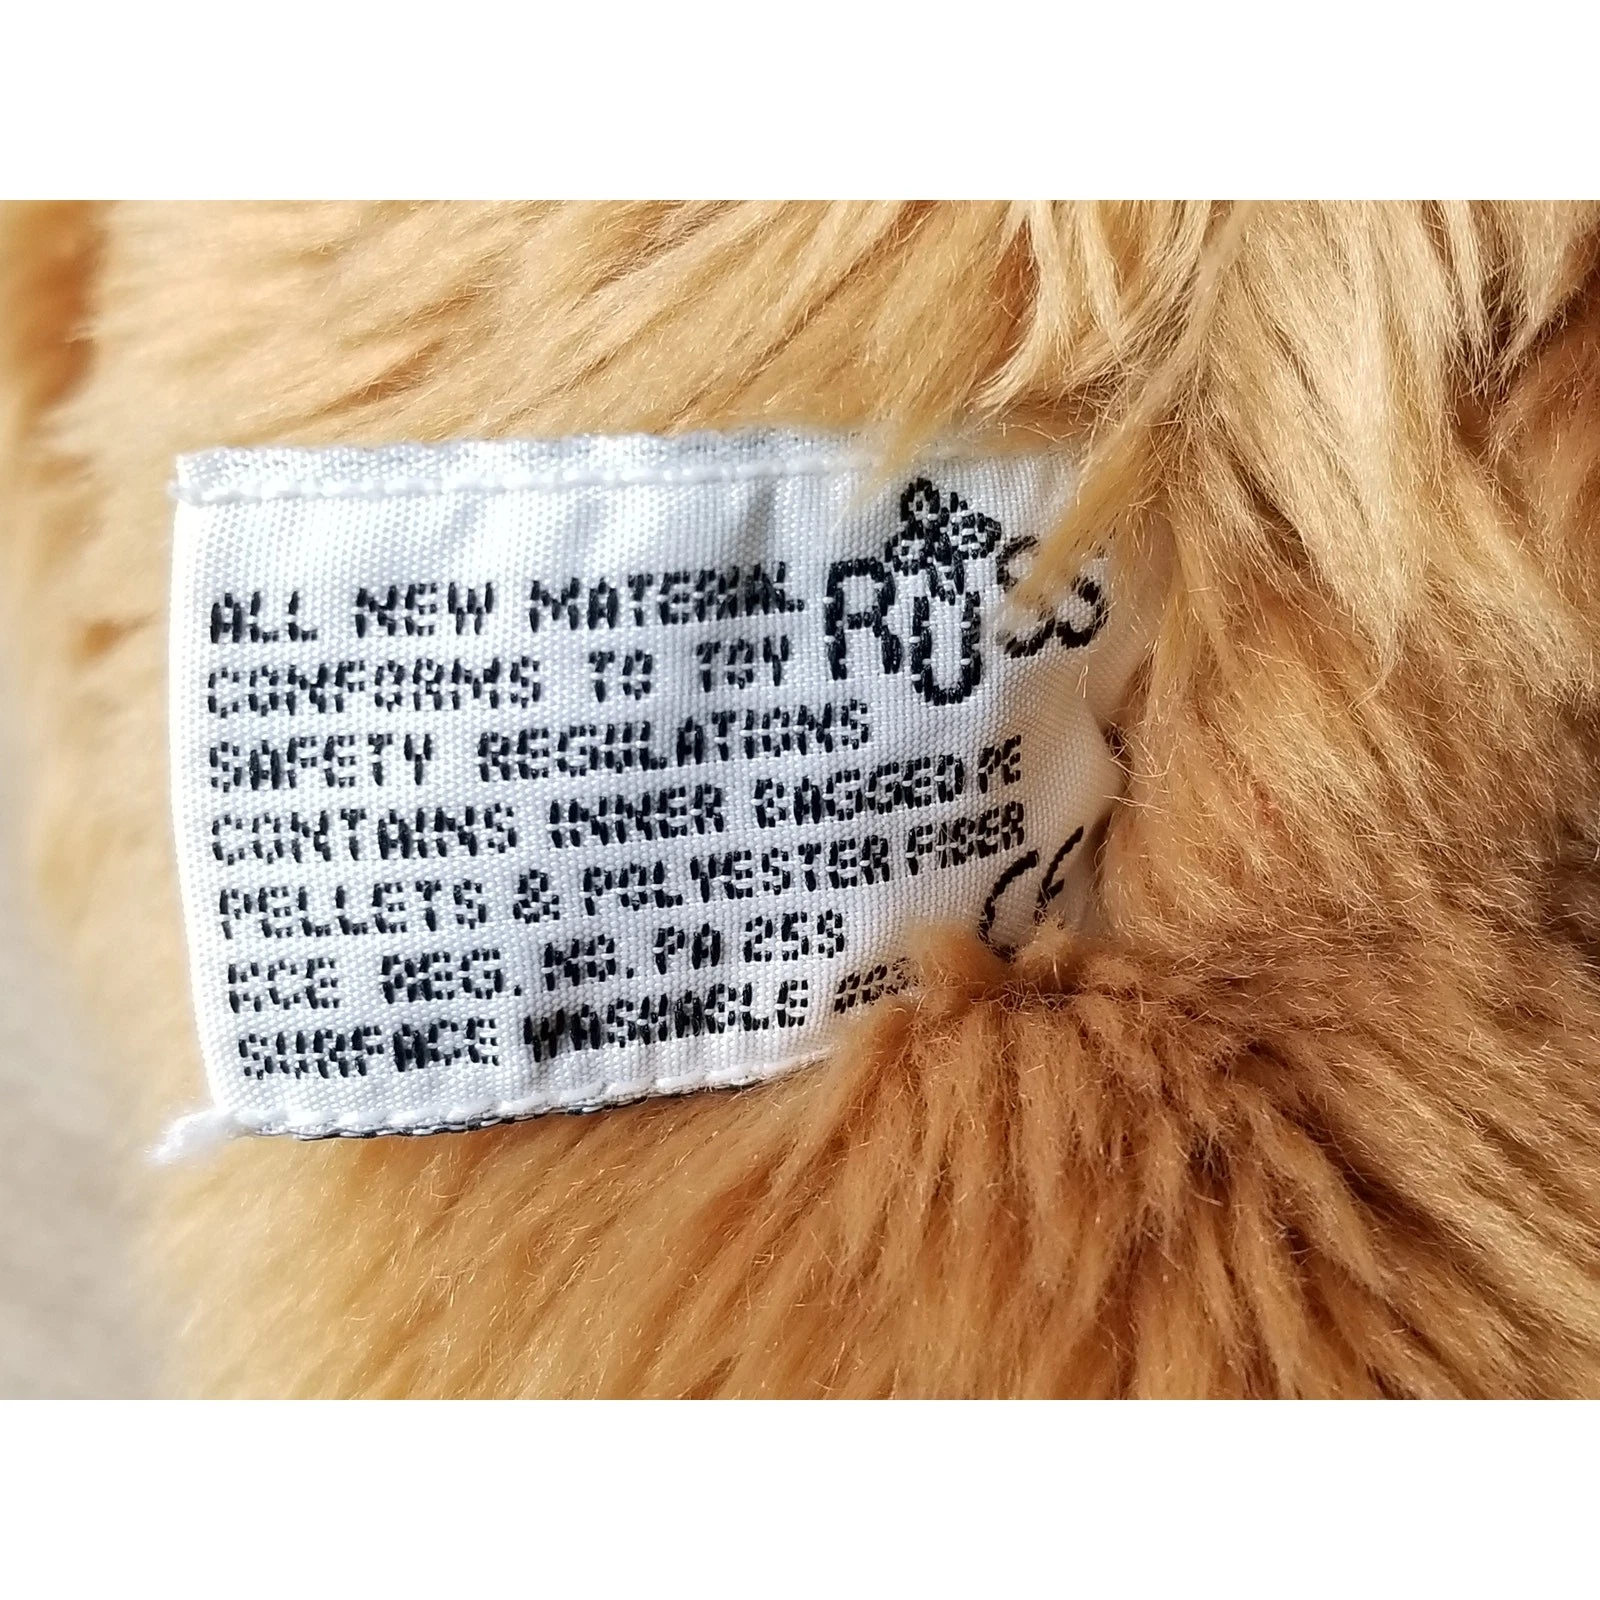 RUSS
ALL NEW MATERIAL
CONFORMS TO TOY
SAFETY REGULATIONS
CONTAINS INNER BAGGED PE
PELLETS & POLYESTER FIBER
KCE REG. NO. PA 253
CE
SURFACE WASHABLE